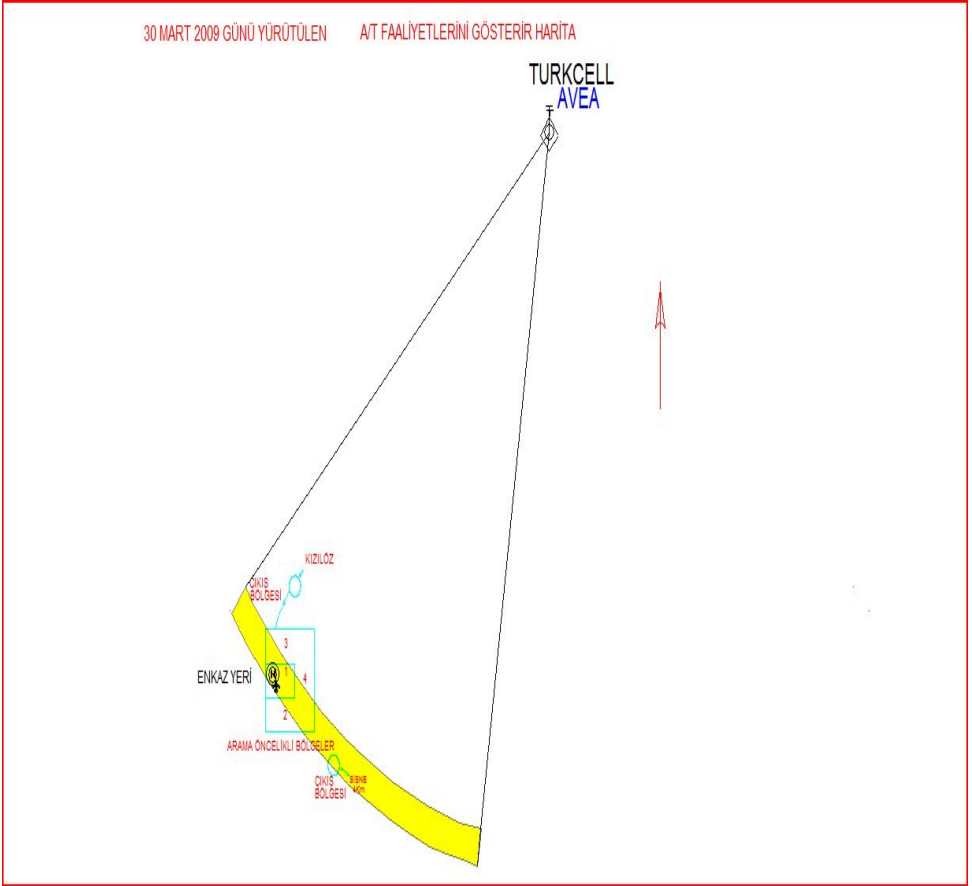 30 MART 2009 GÜNÜ YÜRÜTÜLEN A/T FAALİYETLERİNİ GÖSTERİR HARİTA
TURKCELL
AVEA
KIZILÖZ
ÇIKIŞ
BÖLGESİ
3
ENKAZ YERİ
1
4
2
ARAMA ÖNCELİKLİ BÖLGELER
ÇIKIŞ
BÖLGESİ